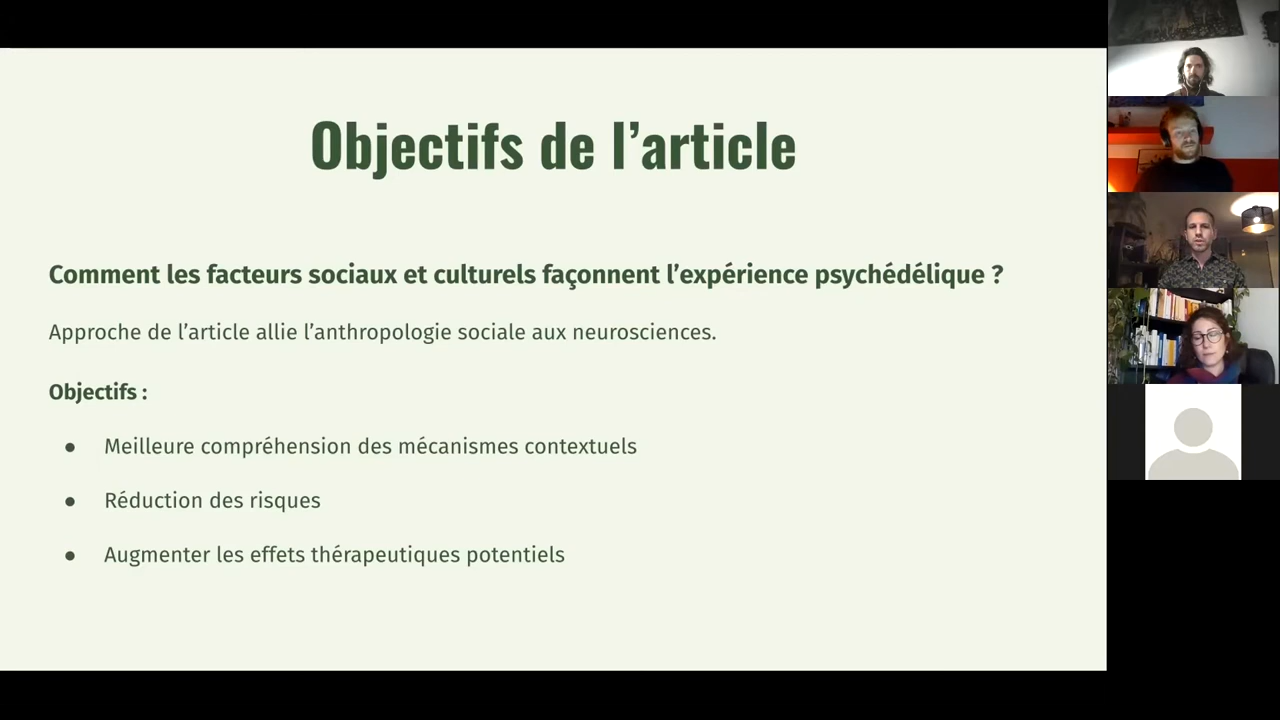 Objectifs de l’article
Comment les facteurs sociaux et culturels façonnent l’expérience psychédélique ?
Approche de l’article allie l’anthropologie sociale aux neurosciences.
Objectifs :
● Meilleure compréhension des mécanismes contextuels
● Réduction des risques
● Augmenter les effets thérapeutiques potentiels